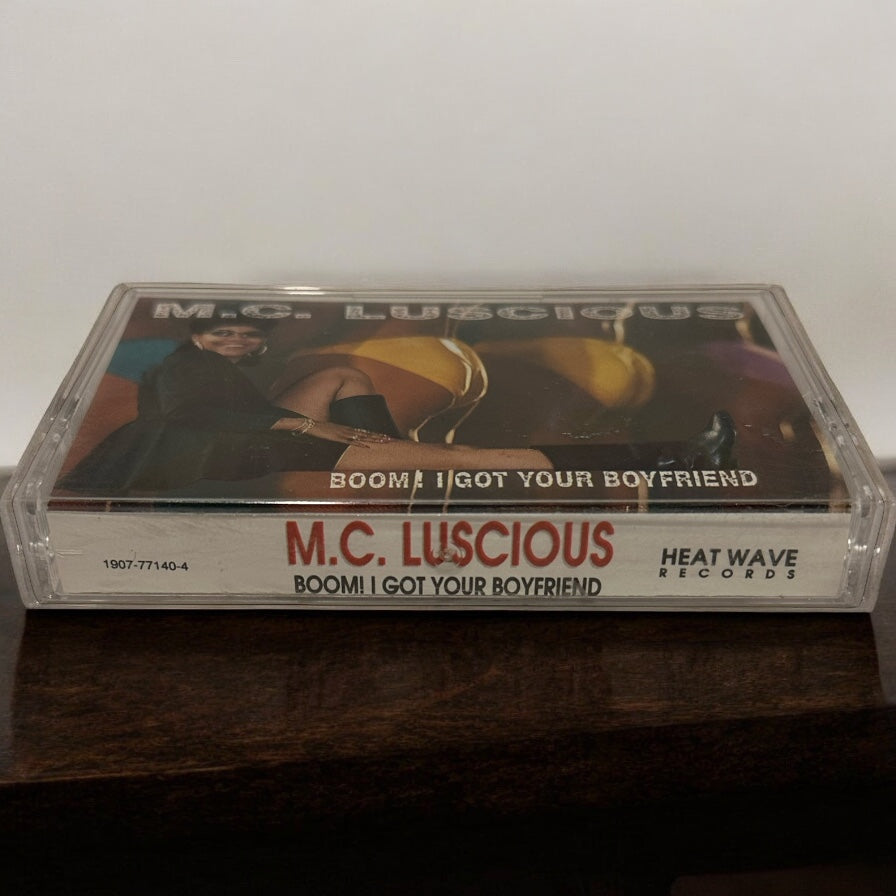 M.C. LUSCIOUS
BOOM! I GOT YOUR BOYFRIEND
1907-77140-4
M.C. LUSCIOUS
BOOM! I GOT YOUR BOYFRIEND
HEAT WAVE
RECORDS